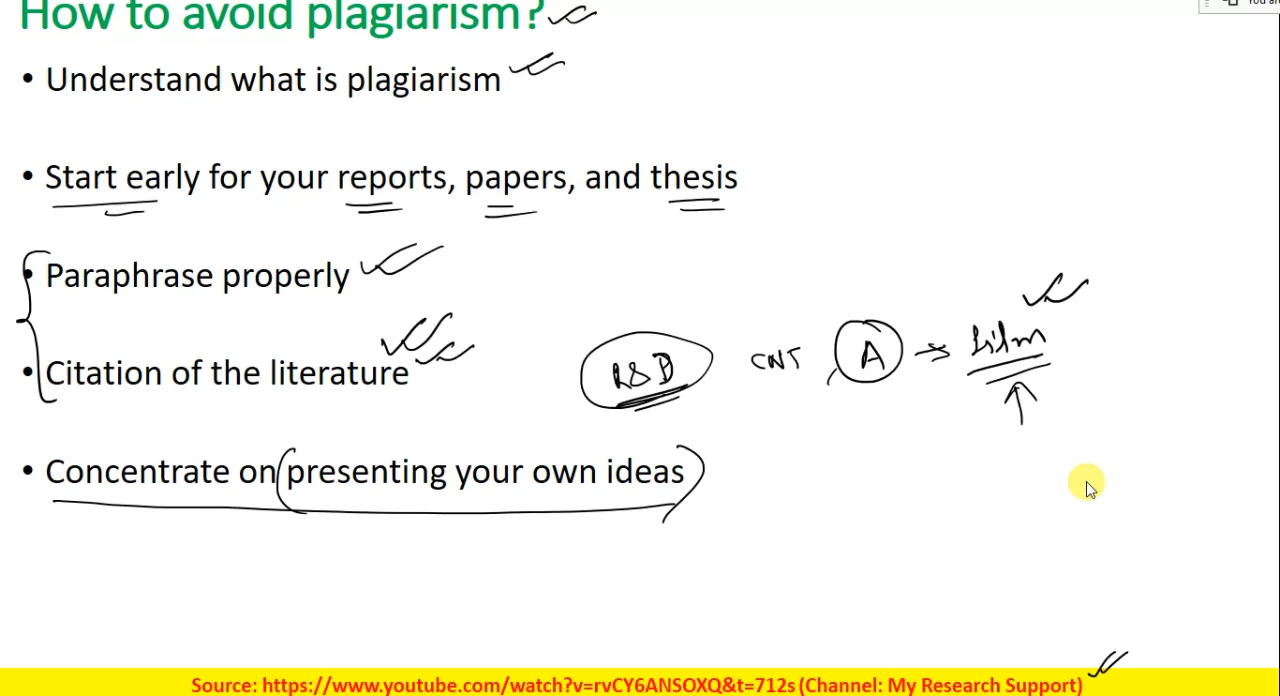 How to avoid plagiarism?
• Understand what is plagiarism
• Start early for your reports, papers, and thesis
• Paraphrase properly
• Citation of the literature
R&D CNT, A → film
• Concentrate on presenting your own ideas
Source: https://www.youtube.com/watch?v=rvCY6ANSOXQ&t=712s (Channel: My Research Support)